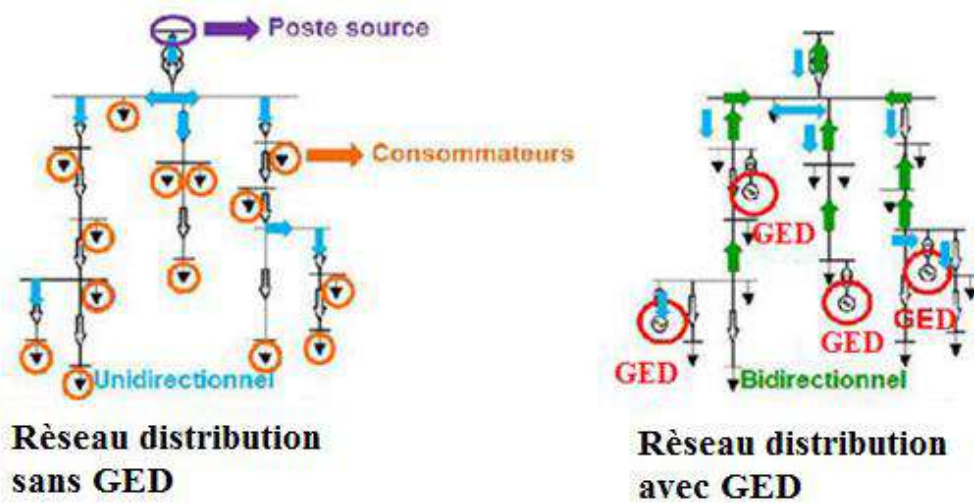 Poste source
Consommateurs
GED
GED
GED
GED
Unidirectionnel
Bidirectionnel
Rèseau distribution
sans GED
Rèseau distribution
avec GED